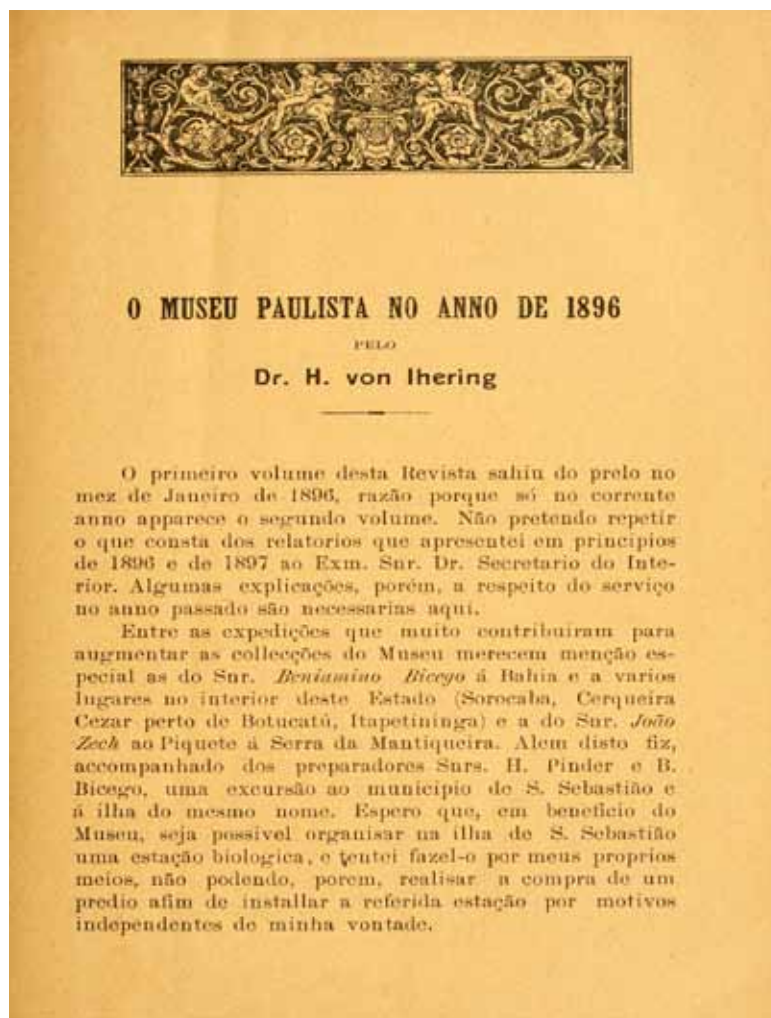 O MUSEU PAULISTA NO ANNO DE 1896
PELO
Dr. H. von Ihering
O primeiro volume desta Revista sahiu do prelo no
mez de Janeiro de 1896, razão porque só no corrente
anno apparece o segundo volume. Não pretendo repetir
o que consta dos relatorios que apresentei em principios
de 1896 e de 1897 ao Exm. Snr. Dr. Secretario do Inte-
rior. Algumas explicações, porém, a respeito do serviço
no anno passado são necessarias aqui.
Entre as expedições que muito contribuiram para
augmentar as collecções do Museu merecem menção es-
pecial as do Snr. Beniamino Bicego á Bahia e a varios
lugares no interior deste Estado (Sorocaba, Cerqueira
Cezar perto de Botucatú, Itapetininga) e a do Snr. João
Zech ao Piquete á Serra da Mantiqueira. Alem disto fiz,
accompanhado dos preparadores Snrs. H. Pinder e B.
Bicego, uma excursão ao municipio de S. Sebastião e
á ilha do mesmo nome. Espero que, em beneficio do
Museu, seja possivel organisar na ilha de S. Sebastião
uma estação biologica, e tentei fazel-o por meus proprios
meios, não podendo, porem, realisar a compra de um
predio afim de installar a referida estação por motivos
independentes de minha vontade.